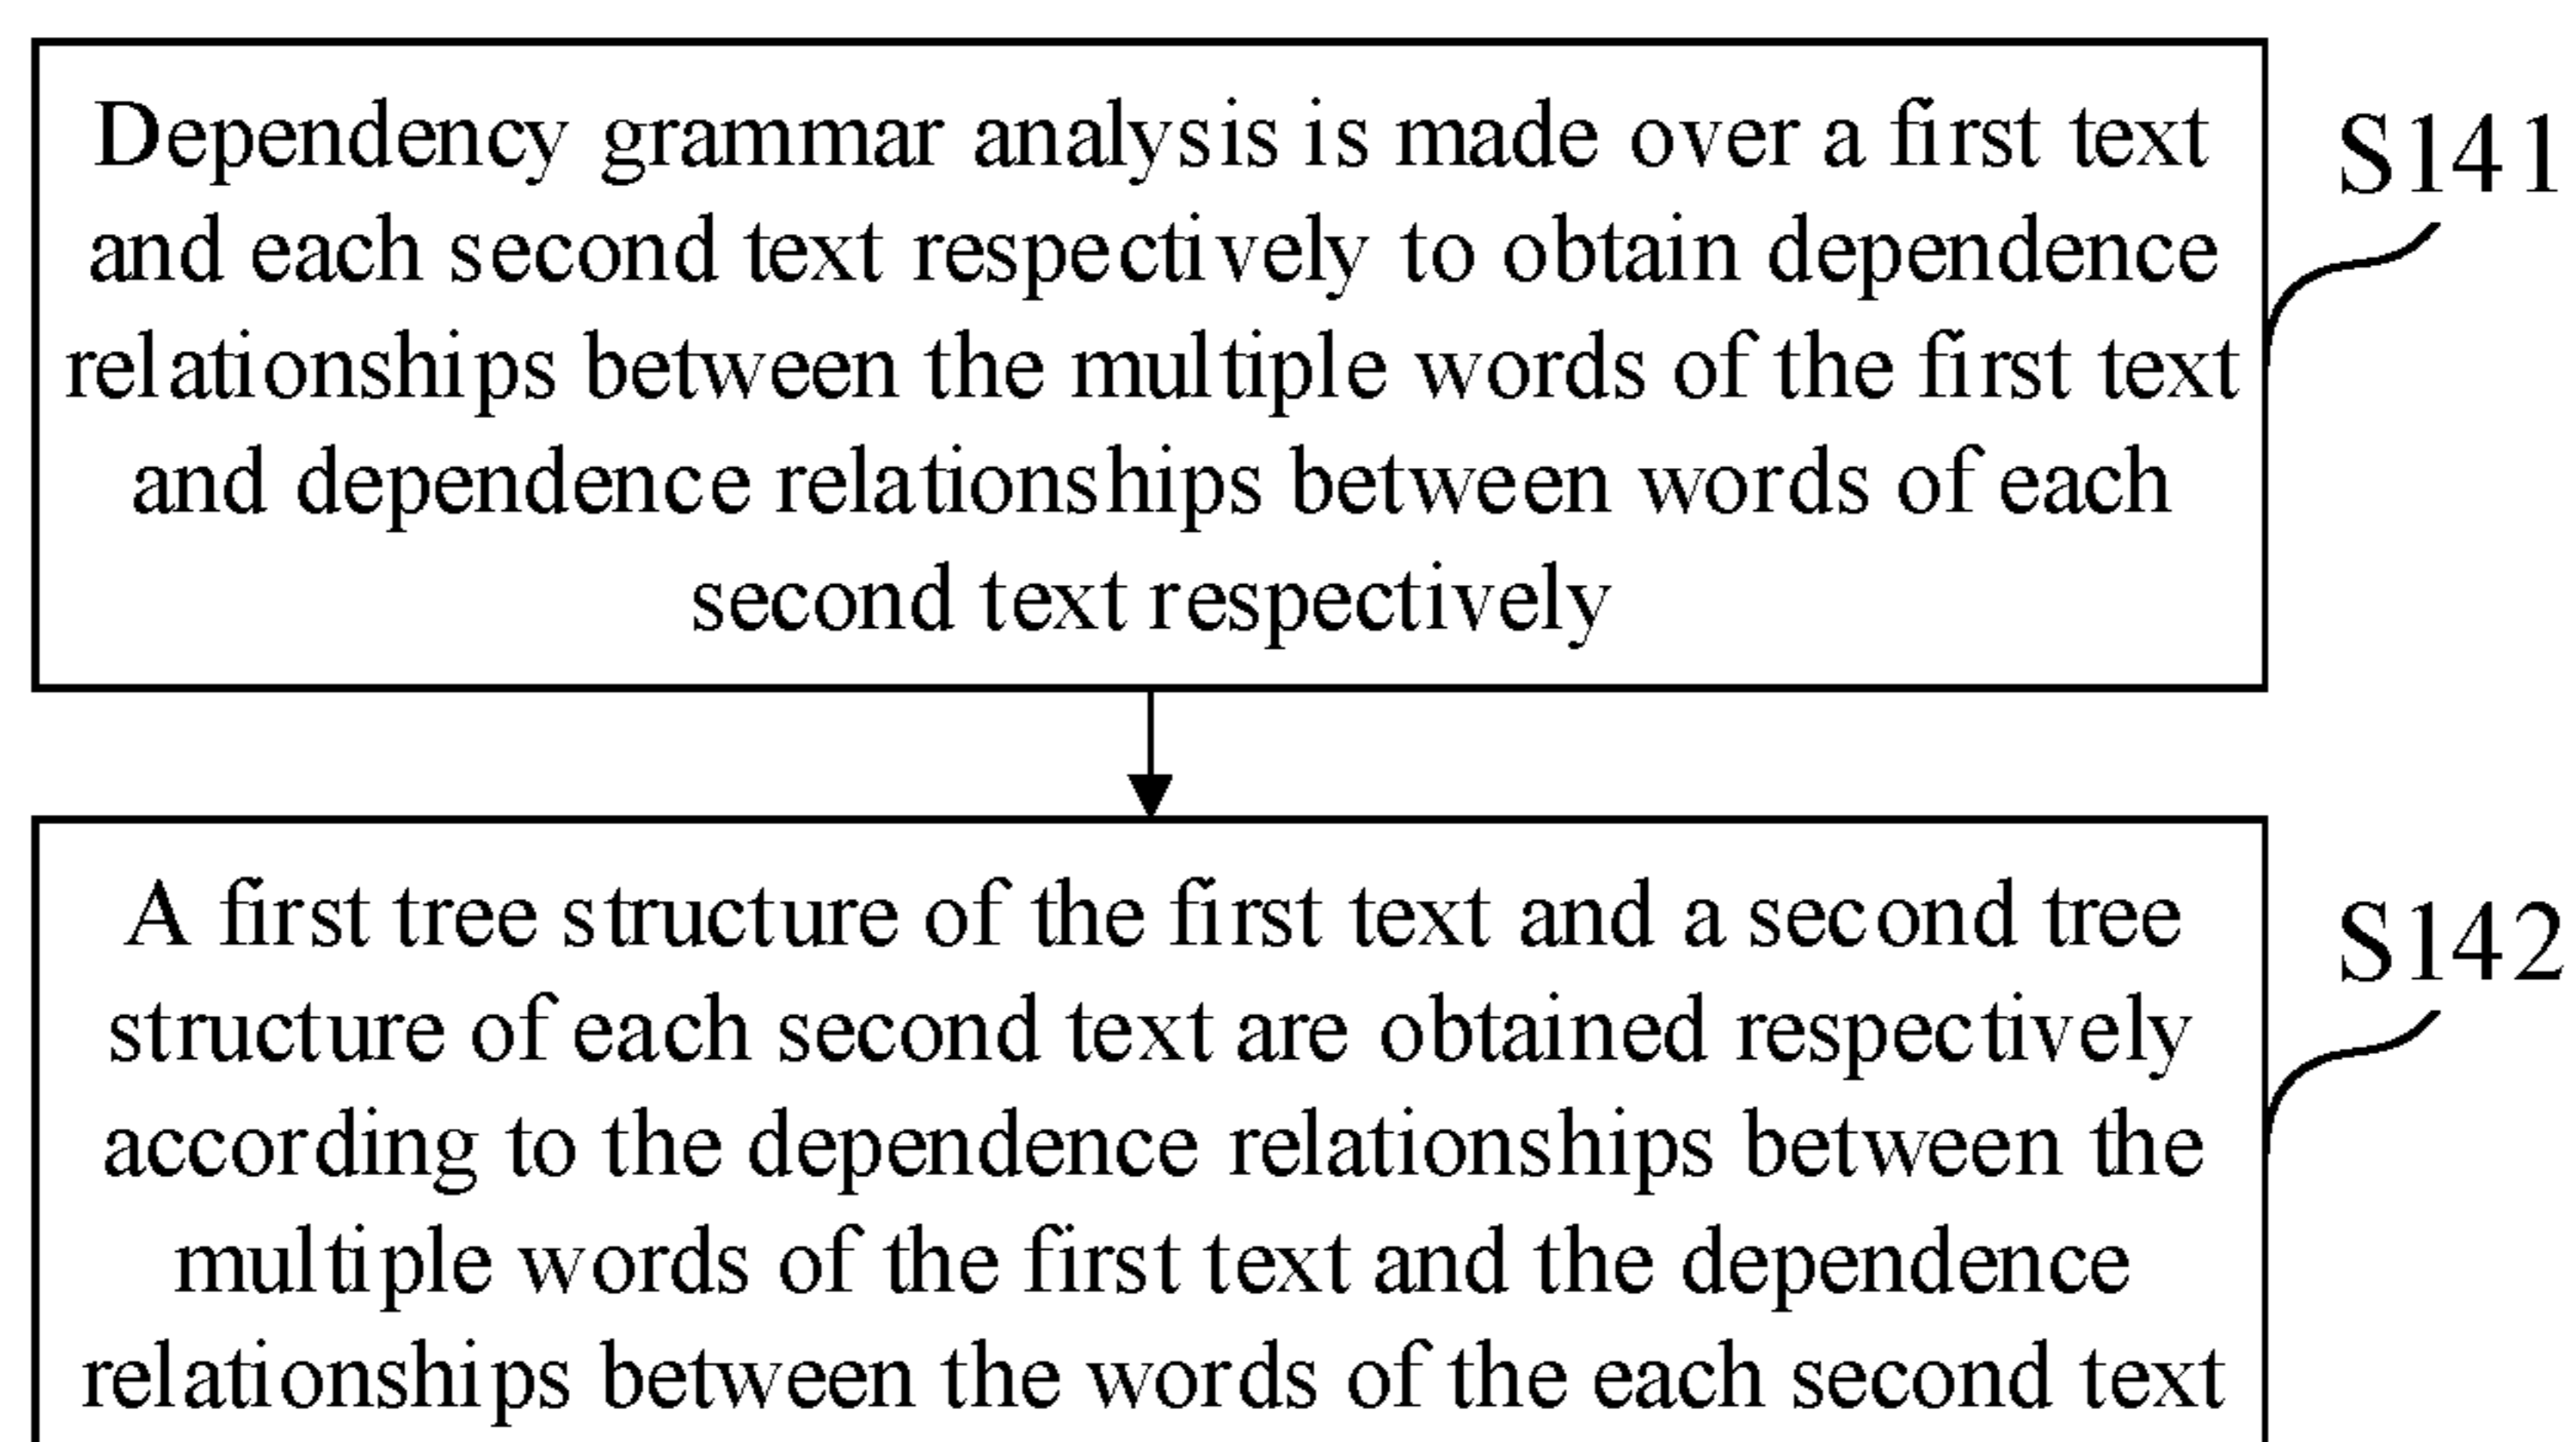 Dependency grammar analysis is made over a first text
and each second text respectively to obtain dependence
relationships between the multiple words of the first text
and dependence relationships between words of each
second text respectively
S141
A first tree structure of the first text and a second tree
structure of each second text are obtained respectively
according to the dependence relationships between the
multiple words of the first text and the dependence
relationships between the words of the each second text
S142